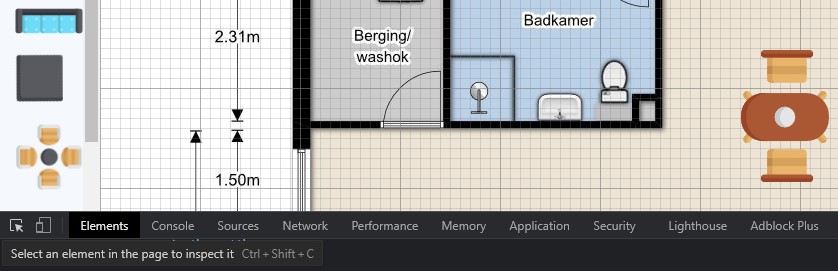 2.31m
Berging/
washok
Badkamer
1.50m
Elements Console Sources Network Performance Memory Application Security Lighthouse Adblock Plus
Select an element in the page to inspect it Ctrl + Shift + C